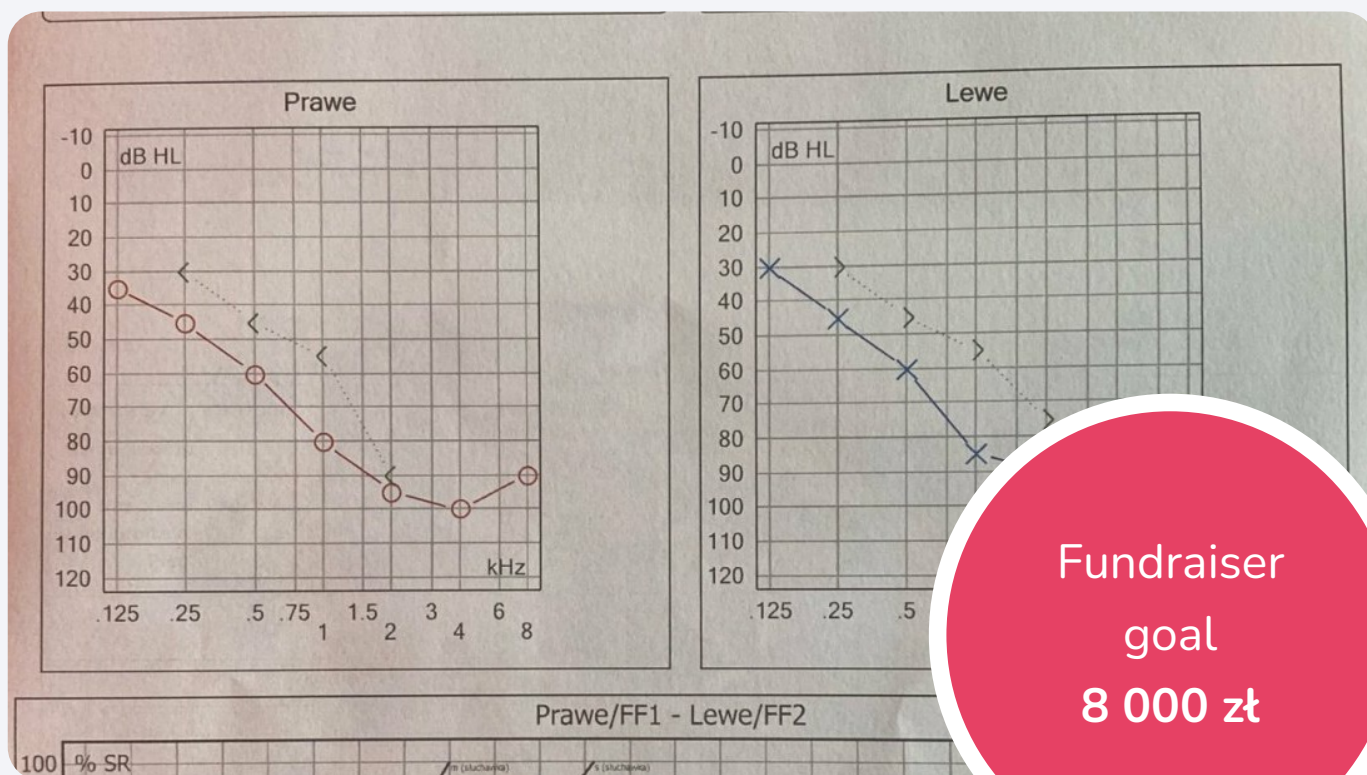 Prawe
-10
dB HL
0
10
20
30
40
50
60
70
80
90
100
110
kHz
120
.125 .25 .5 .75 1.5 3 6
1 2 4 8
Lewe
-10
dB HL
0
10
20
30
40
50
60
70
80
90
100
110
120
.125 .25 .5
Fundraiser
goal
8 000 zł
Prawe/FF1 - Lewe/FF2
100 % SR
m (słuchawka) s (słuchawka)